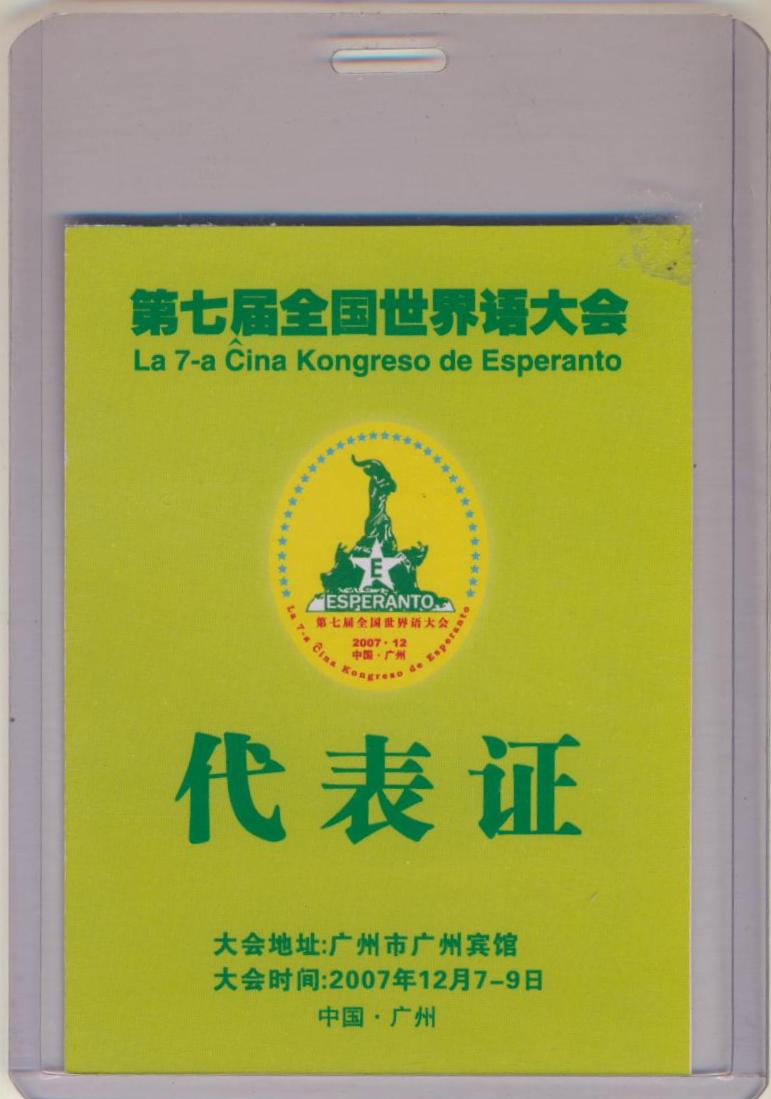 第七届全国世界语大会
La 7-a Ĉina Kongreso de Esperanto
E
ESPERANTO
第七届全国世界语大会
2007·12
中国·广州
La 7-a Ĉina Kongreso de Esperanto
代表证
大会地址:广州市广州宾馆
大会时间:2007年12月7-9日
中国·广州